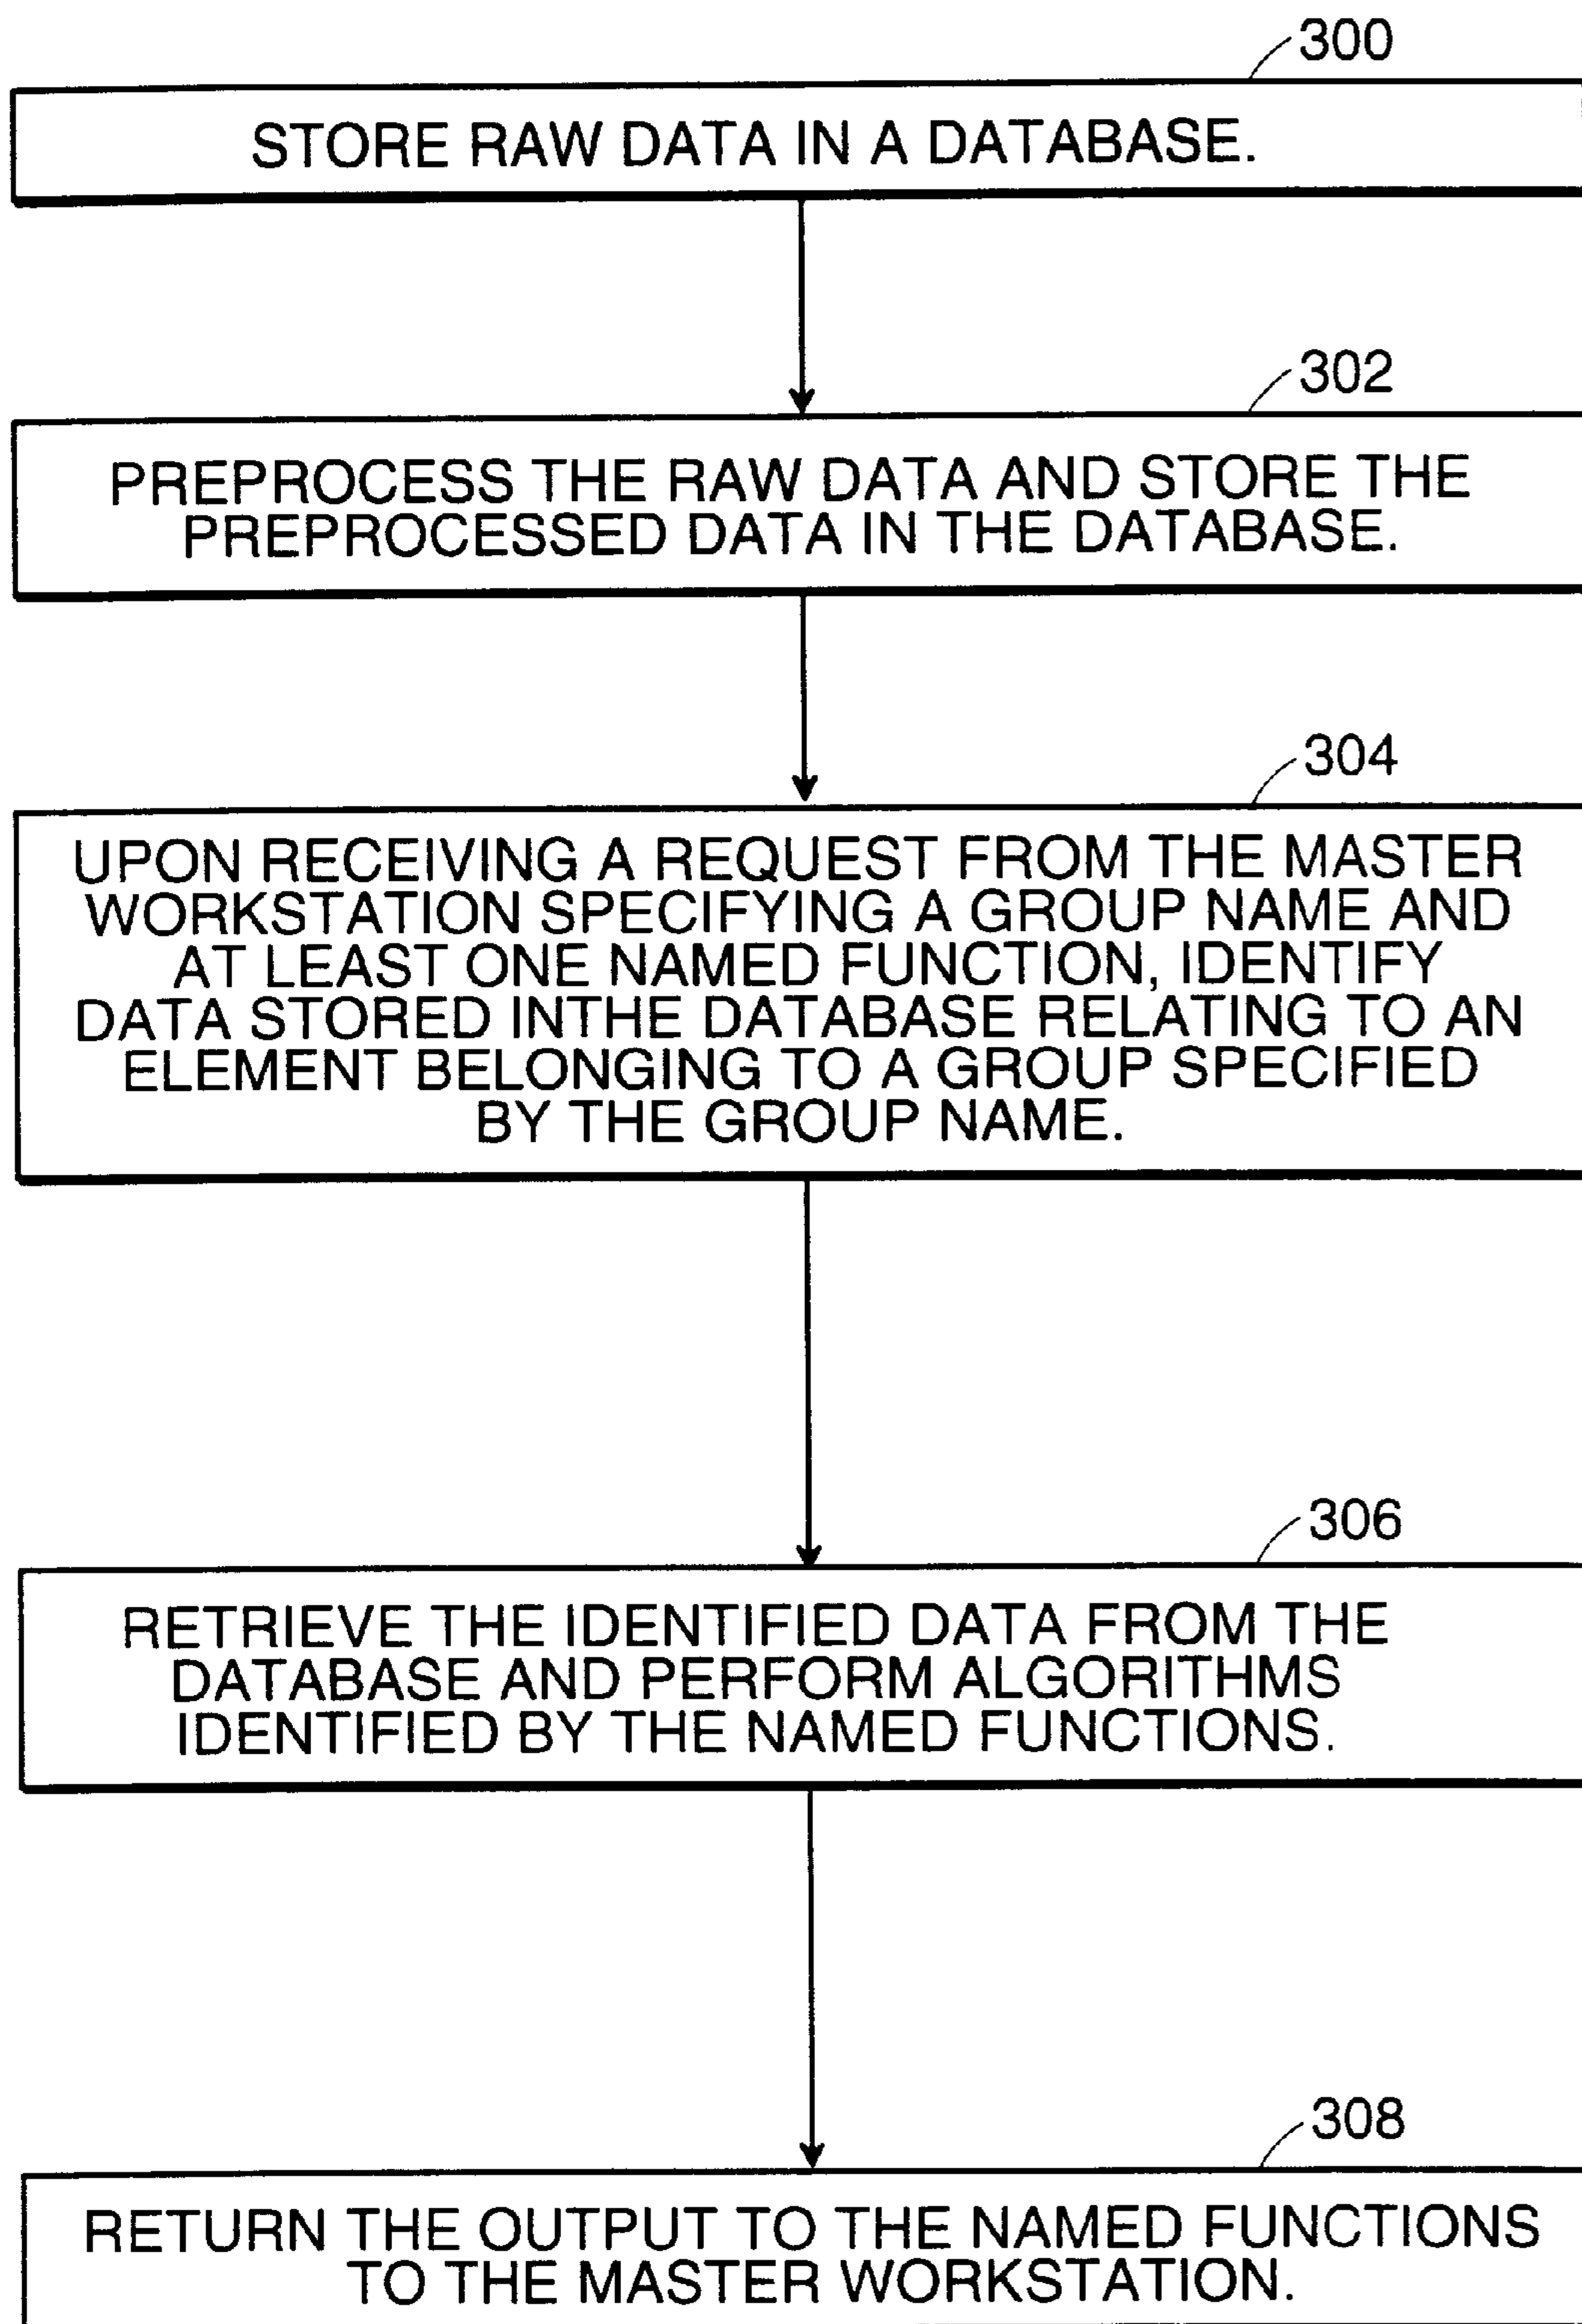 300
STORE RAW DATA IN A DATABASE.
302
PREPROCESS THE RAW DATA AND STORE THE
PREPROCESSED DATA IN THE DATABASE.
304
UPON RECEIVING A REQUEST FROM THE MASTER
WORKSTATION SPECIFYING A GROUP NAME AND
AT LEAST ONE NAMED FUNCTION, IDENTIFY
DATA STORED INTHE DATABASE RELATING TO AN
ELEMENT BELONGING TO A GROUP SPECIFIED
BY THE GROUP NAME.
306
RETRIEVE THE IDENTIFIED DATA FROM THE
DATABASE AND PERFORM ALGORITHMS
IDENTIFIED BY THE NAMED FUNCTIONS.
308
RETURN THE OUTPUT TO THE NAMED FUNCTIONS
TO THE MASTER WORKSTATION.